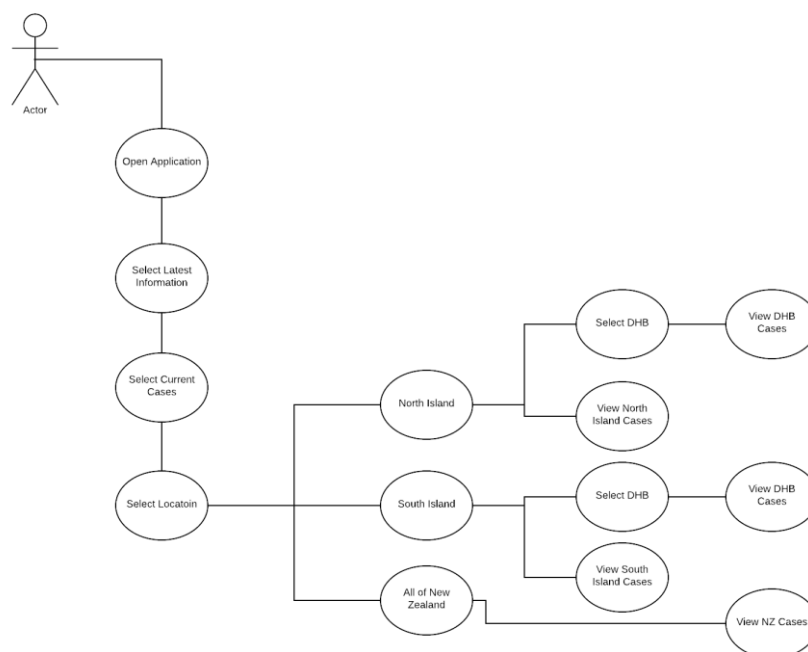 Actor
Open Application
Select Latest
Information
Select Current
Cases
Select Locatoin
North Island
South Island
All of New
Zealand
Select DHB
View DHB
Cases
View North
Island Cases
Select DHB
View DHB
Cases
View South
Island Cases
View NZ Cases